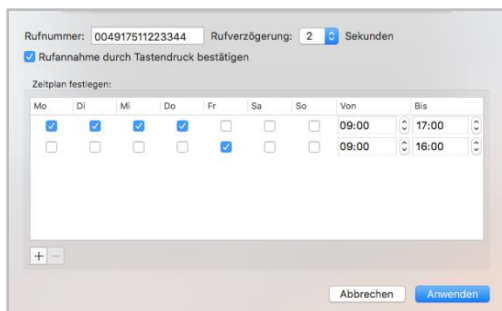 Rufnummer: 004917511223344 Rufverzögerung: 2 Sekunden
Rufannahme durch Tastendruck bestätigen
Zeitplan festlegen:
Mo Di Mi Do Fr Sa So Von Bis
09:00 17:00
09:00 16:00
+ −
Abbrechen Anwenden